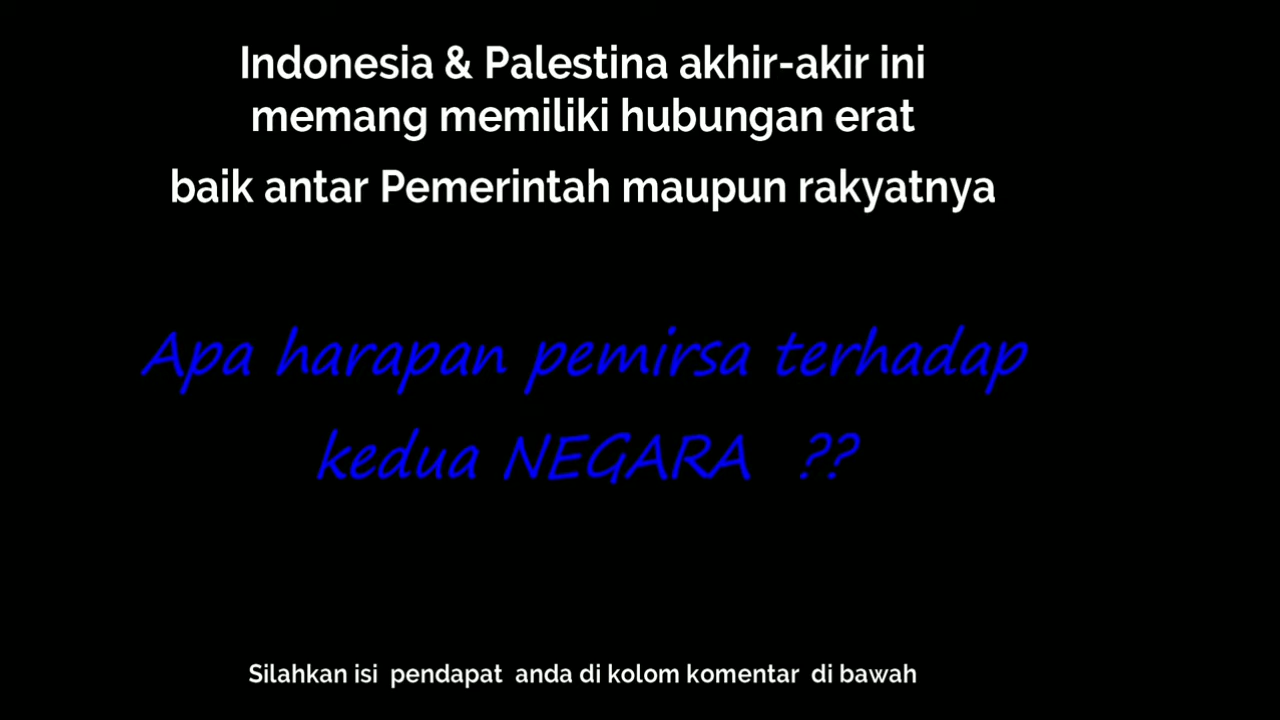 Indonesia & Palestina akhir-akir ini
memang memiliki hubungan erat
baik antar Pemerintah maupun rakyatnya
Apa harapan pemirsa terhadap
kedua NEGARA ??
Silahkan isi pendapat anda di kolom komentar di bawah